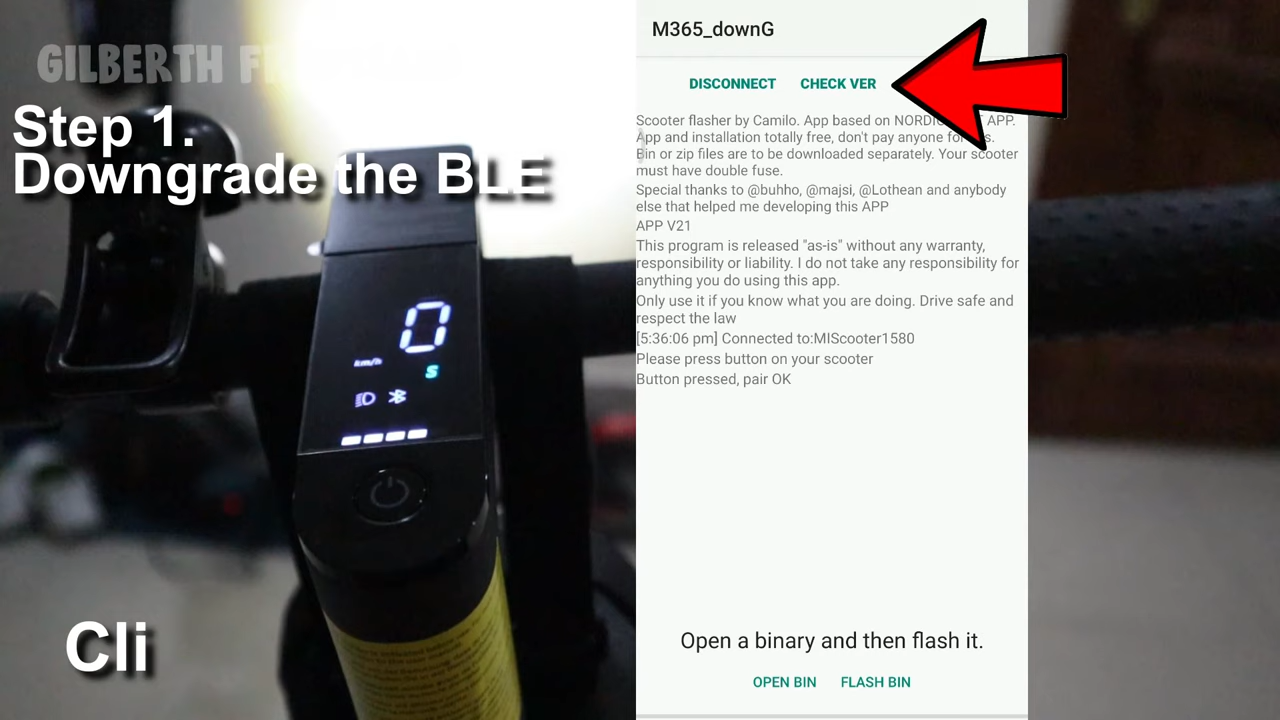 GILBERTH
Step 1.
Downgrade the BLE
0
km/h
S
Cli
M365_downG
DISCONNECT CHECK VER
Scooter flasher by Camilo. App based on APP.
App and installation totally free, don't pay anyone
Bin or zip files are to be downloaded separately. Your scooter
must have double fuse.
Special thanks to @buhho, @majsi, @Lothean and anybody
else that helped me developing this APP
APP V21
This program is released "as-is" without any warranty,
responsibility or liability. I do not take any responsibility for
anything you do using this app.
Only use it if you know what you are doing. Drive safe and
respect the law
[5:36:06 pm] Connected to:MIScooter1580
Please press button on your scooter
Button pressed, pair OK
Open a binary and then flash it.
OPEN BIN FLASH BIN